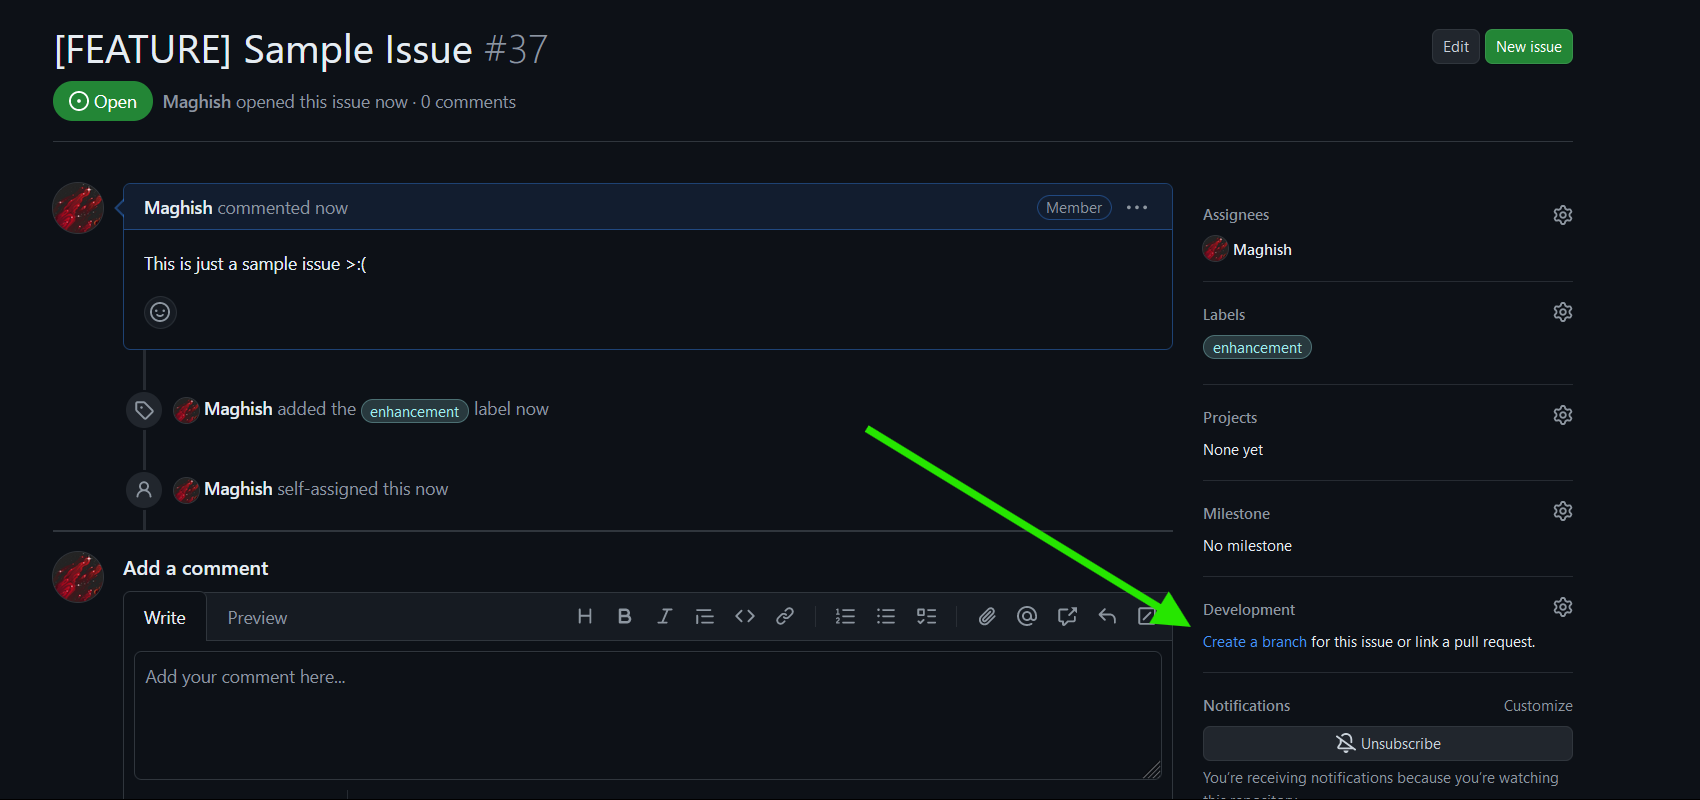 [FEATURE] Sample Issue #37
Edit
New issue
Open
Maghish opened this issue now · 0 comments
Maghish commented now
Member
This is just a sample issue >:(
Maghish added the enhancement label now
Maghish self-assigned this now
Add a comment
Write
Preview
Add your comment here...
Assignees
Maghish
Labels
enhancement
Projects
None yet
Milestone
No milestone
Development
Create a branch for this issue or link a pull request.
Notifications
Customize
Unsubscribe
You're receiving notifications because you're watching
this repository.